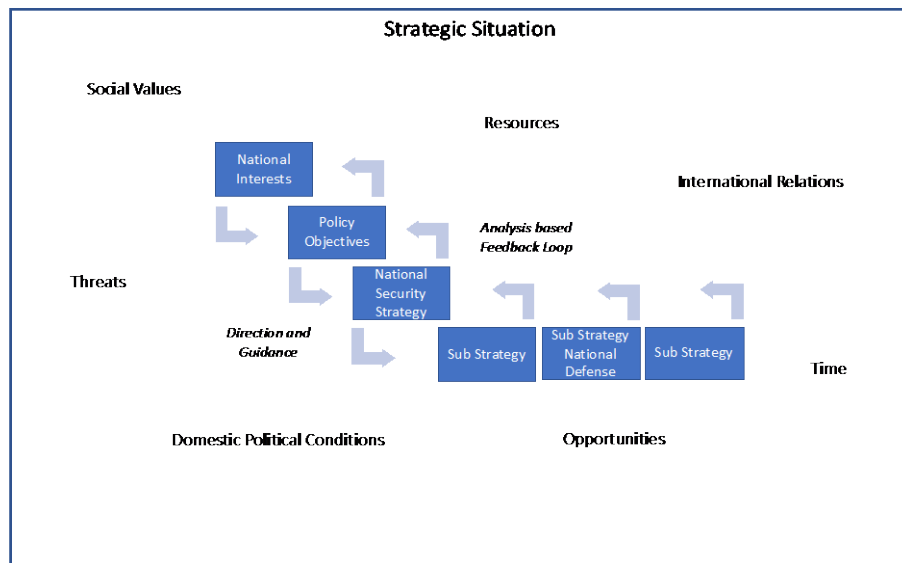 Strategic Situation
Social Values
Resources
National
Interests
International Relations
Policy
Objectives
Analysis based
Feedback Loop
Threats
National
Security
Strategy
Direction and
Guidance
Sub Strategy
Sub Strategy
National
Defense
Sub Strategy
Time
Domestic Political Conditions
Opportunities